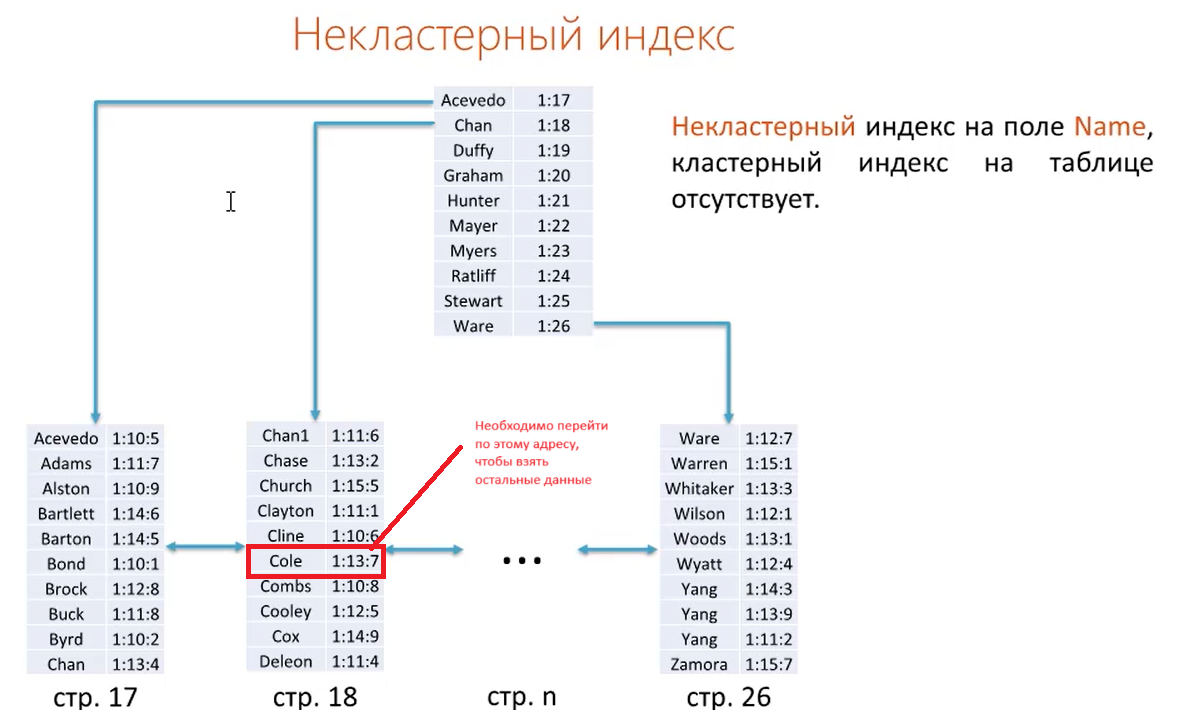 Некластерный индекс
Acevedo 1:17
Chan 1:18
Duffy 1:19
Graham 1:20
Hunter 1:21
Mayer 1:22
Myers 1:23
Ratliff 1:24
Stewart 1:25
Ware 1:26
Некластерный индекс на поле Name,
кластерный индекс на таблице
отсутствует.
Acevedo 1:10:5
Adams 1:11:7
Alston 1:10:9
Bartlett 1:14:6
Barton 1:14:5
Bond 1:10:1
Brock 1:12:8
Buck 1:11:8
Byrd 1:10:2
Chan 1:13:4
стр. 17
Chan1 1:11:6
Chase 1:13:2
Church 1:15:5
Clayton 1:11:1
Cline 1:10:6
Cole 1:13:7
Combs 1:10:8
Cooley 1:12:5
Cox 1:14:9
Deleon 1:11:4
стр. 18
Необходимо перейти
по этому адресу,
чтобы взять
остальные данные
...
стр. n
Ware 1:12:7
Warren 1:15:1
Whitaker 1:13:3
Wilson 1:12:1
Woods 1:13:1
Wyatt 1:12:4
Yang 1:14:3
Yang 1:13:9
Yang 1:11:2
Zamora 1:15:7
стр. 26